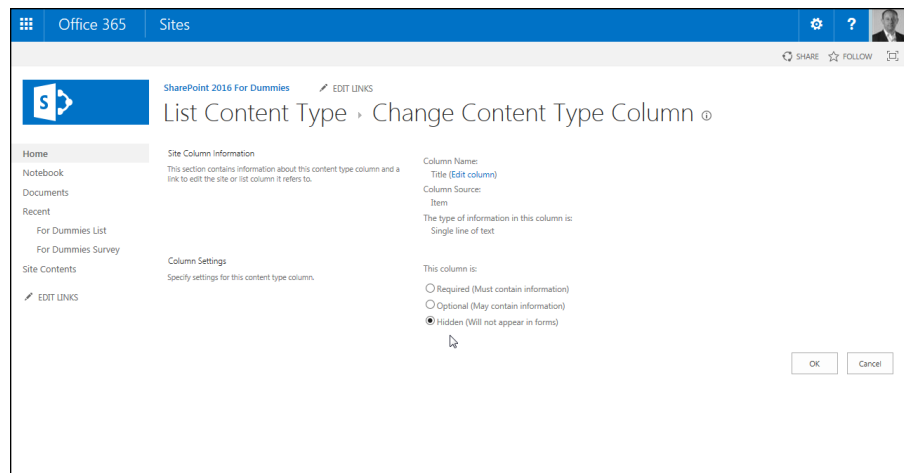 Office 365
Sites
?
SHARE
FOLLOW
S
SharePoint 2016 For Dummies
EDIT LINKS
List Content Type › Change Content Type Column
Home
Notebook
Documents
Recent
For Dummies List
For Dummies Survey
Site Contents
EDIT LINKS
Site Column Information
This section contains information about this content type column and a
link to edit the site or list column it refers to.
Column Name:
Title (Edit column)
Column Source:
Item
The type of information in this column is:
Single line of text
Column Settings
Specify settings for this content type column.
This column is:
Required (Must contain information)
Optional (May contain information)
Hidden (Will not appear in forms)
OK
Cancel